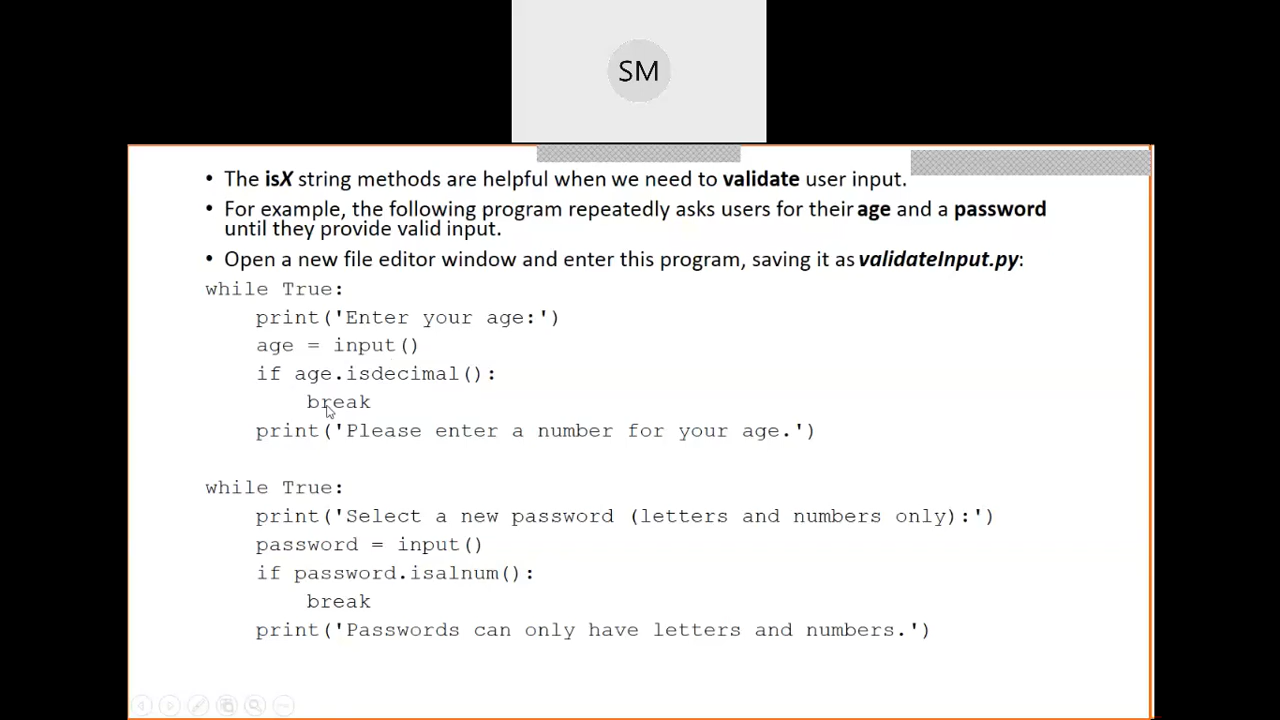 SM
• The isX string methods are helpful when we need to validate user input.
• For example, the following program repeatedly asks users for their age and a password
until they provide valid input.
• Open a new file editor window and enter this program, saving it as validateInput.py:
while True:
    print('Enter your age:')
    age = input()
    if age.isdecimal():
        break
    print('Please enter a number for your age.')
while True:
    print('Select a new password (letters and numbers only):')
    password = input()
    if password.isalnum():
        break
    print('Passwords can only have letters and numbers.')